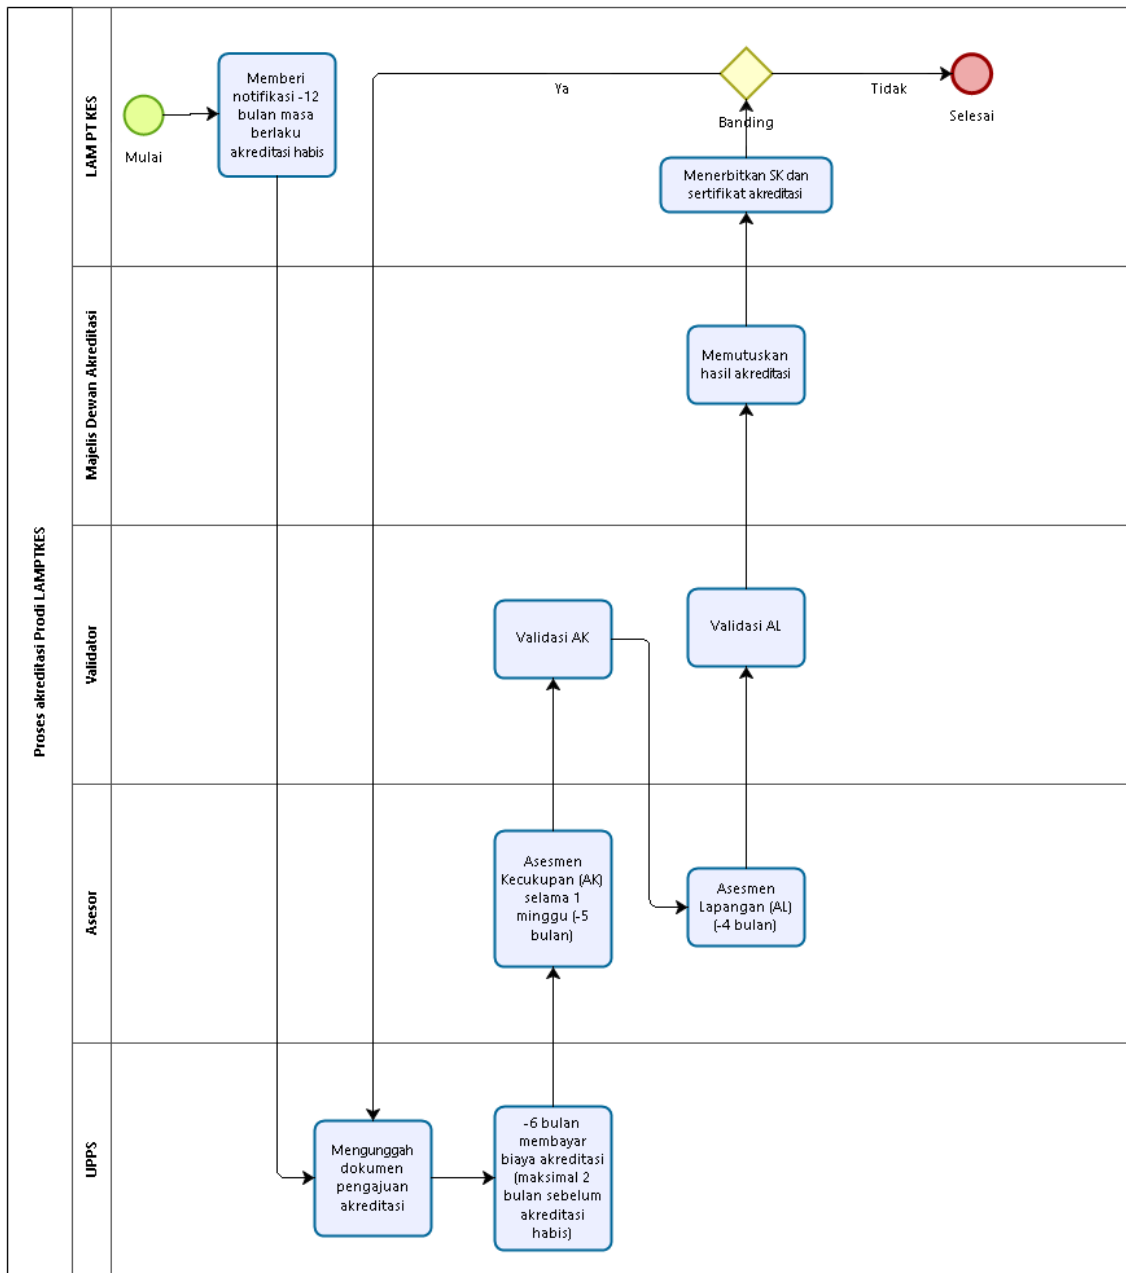 Proses akreditasi Prodi LAMPTKES
LAM PTKES
Mulai
Memberi
notifikasi -12
bulan masa
berlaku
akreditasi habis
Ya
Banding
Tidak
Selesai
Menerbitkan SK dan
sertifikat akreditasi
Majelis Dewan Akreditasi
Memutuskan
hasil akreditasi
Validator
Validasi AK
Validasi AL
Asesor
Asesmen
Kecukupan (AK)
selama 1
minggu (-5
bulan)
Asesmen
Lapangan (AL)
(-4 bulan)
UPPS
Mengunggah
dokumen
pengajuan
akreditasi
-6 bulan
membayar
biaya akreditasi
(maksimal 2
bulan sebelum
akreditasi
habis)